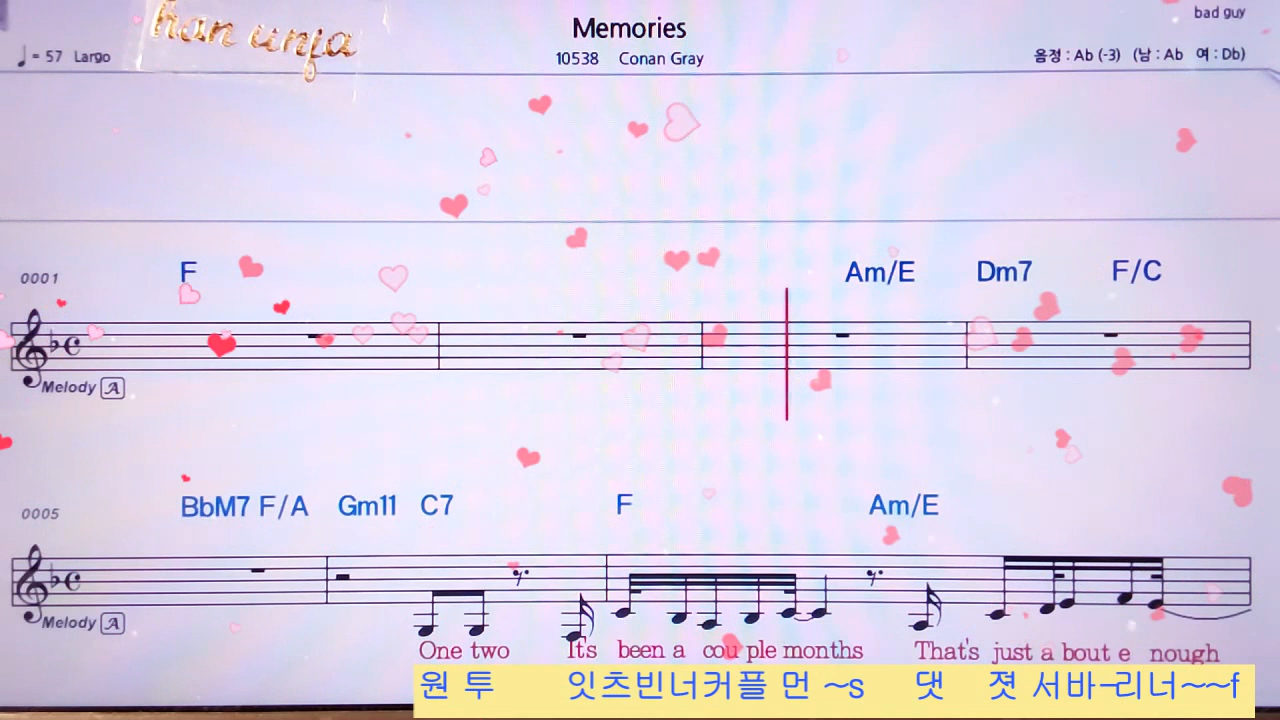 han unja
Memories
bad guy
♩= 57 Largo
10538 Conan Gray
음정 : Ab (-3) (남 : Ab 여 : Db)
0001
F Am/E Dm7 F/C
Melody A
0005
BbM7 F/A Gm11 C7 F Am/E
Melody A
One two It's been a cou ple months That's just a bout e nough
원 투 잇츠빈너커플 먼 ~s 댓 졋 서바-리너~~f